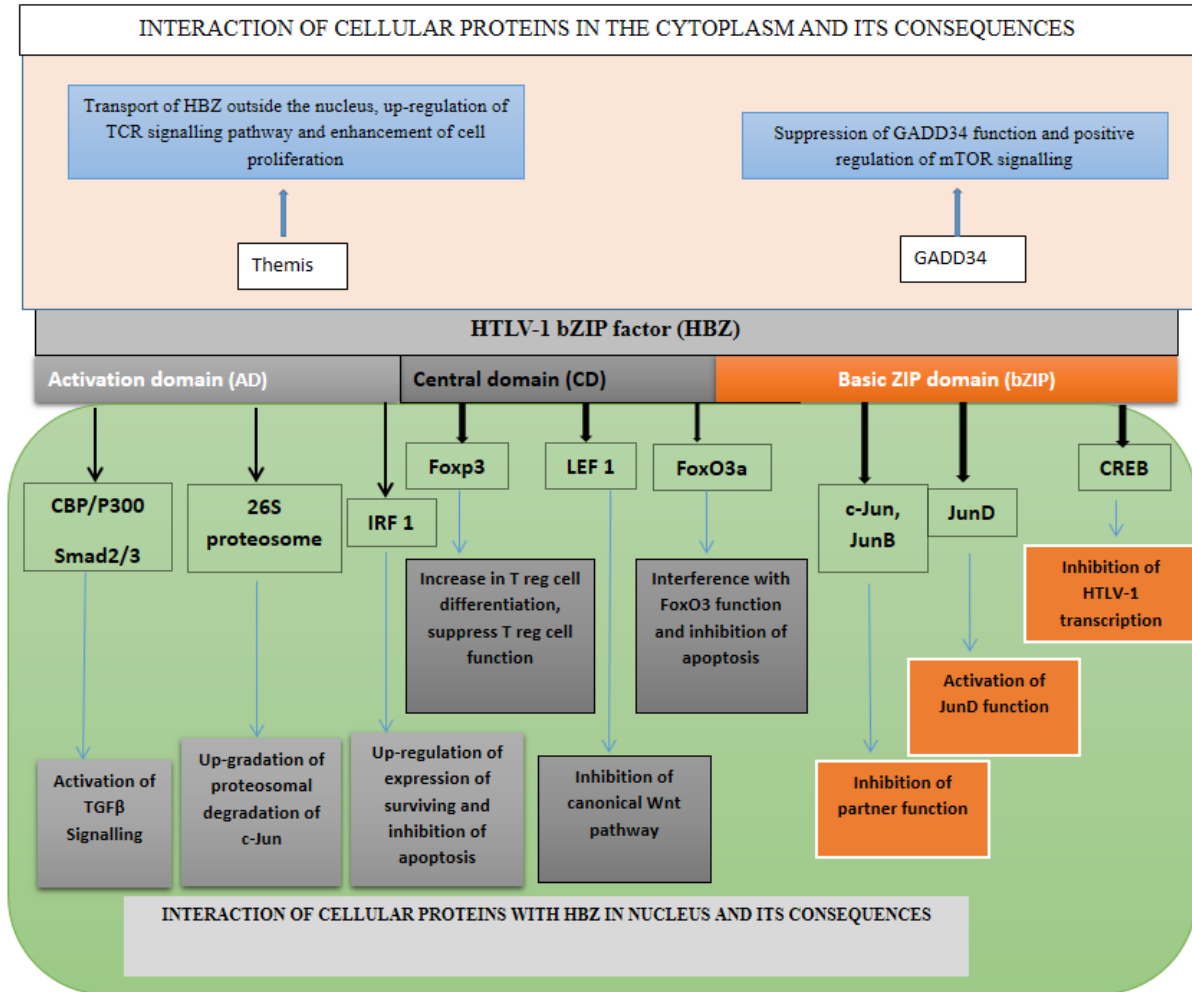 INTERACTION OF CELLULAR PROTEINS IN THE CYTOPLASM AND ITS CONSEQUENCES
Transport of HBZ outside the nucleus, up-regulation of
TCR signalling pathway and enhancement of cell
proliferation
Suppression of GADD34 function and positive
regulation of mTOR signalling
Themis
GADD34
HTLV-1 bZIP factor (HBZ)
Activation domain (AD)
Central domain (CD)
Basic ZIP domain (bZIP)
CBP/P300
Smad2/3
26S
proteosome
IRF 1
Foxp3
LEF 1
FoxO3a
c-Jun,
JunB
JunD
CREB
Increase in T reg cell
differentiation,
suppress T reg cell
function
Interference with
FoxO3 function
and inhibition of
apoptosis
Inhibition of
HTLV-1
transcription
Activation of
JunD function
Activation of
TGFβ
Signalling
Up-gradation of
proteosomal
degradation of
c-Jun
Up-regulation of
expression of
surviving and
inhibition of
apoptosis
Inhibition of
canonical Wnt
pathway
Inhibition of
partner function
INTERACTION OF CELLULAR PROTEINS WITH HBZ IN NUCLEUS AND ITS CONSEQUENCES